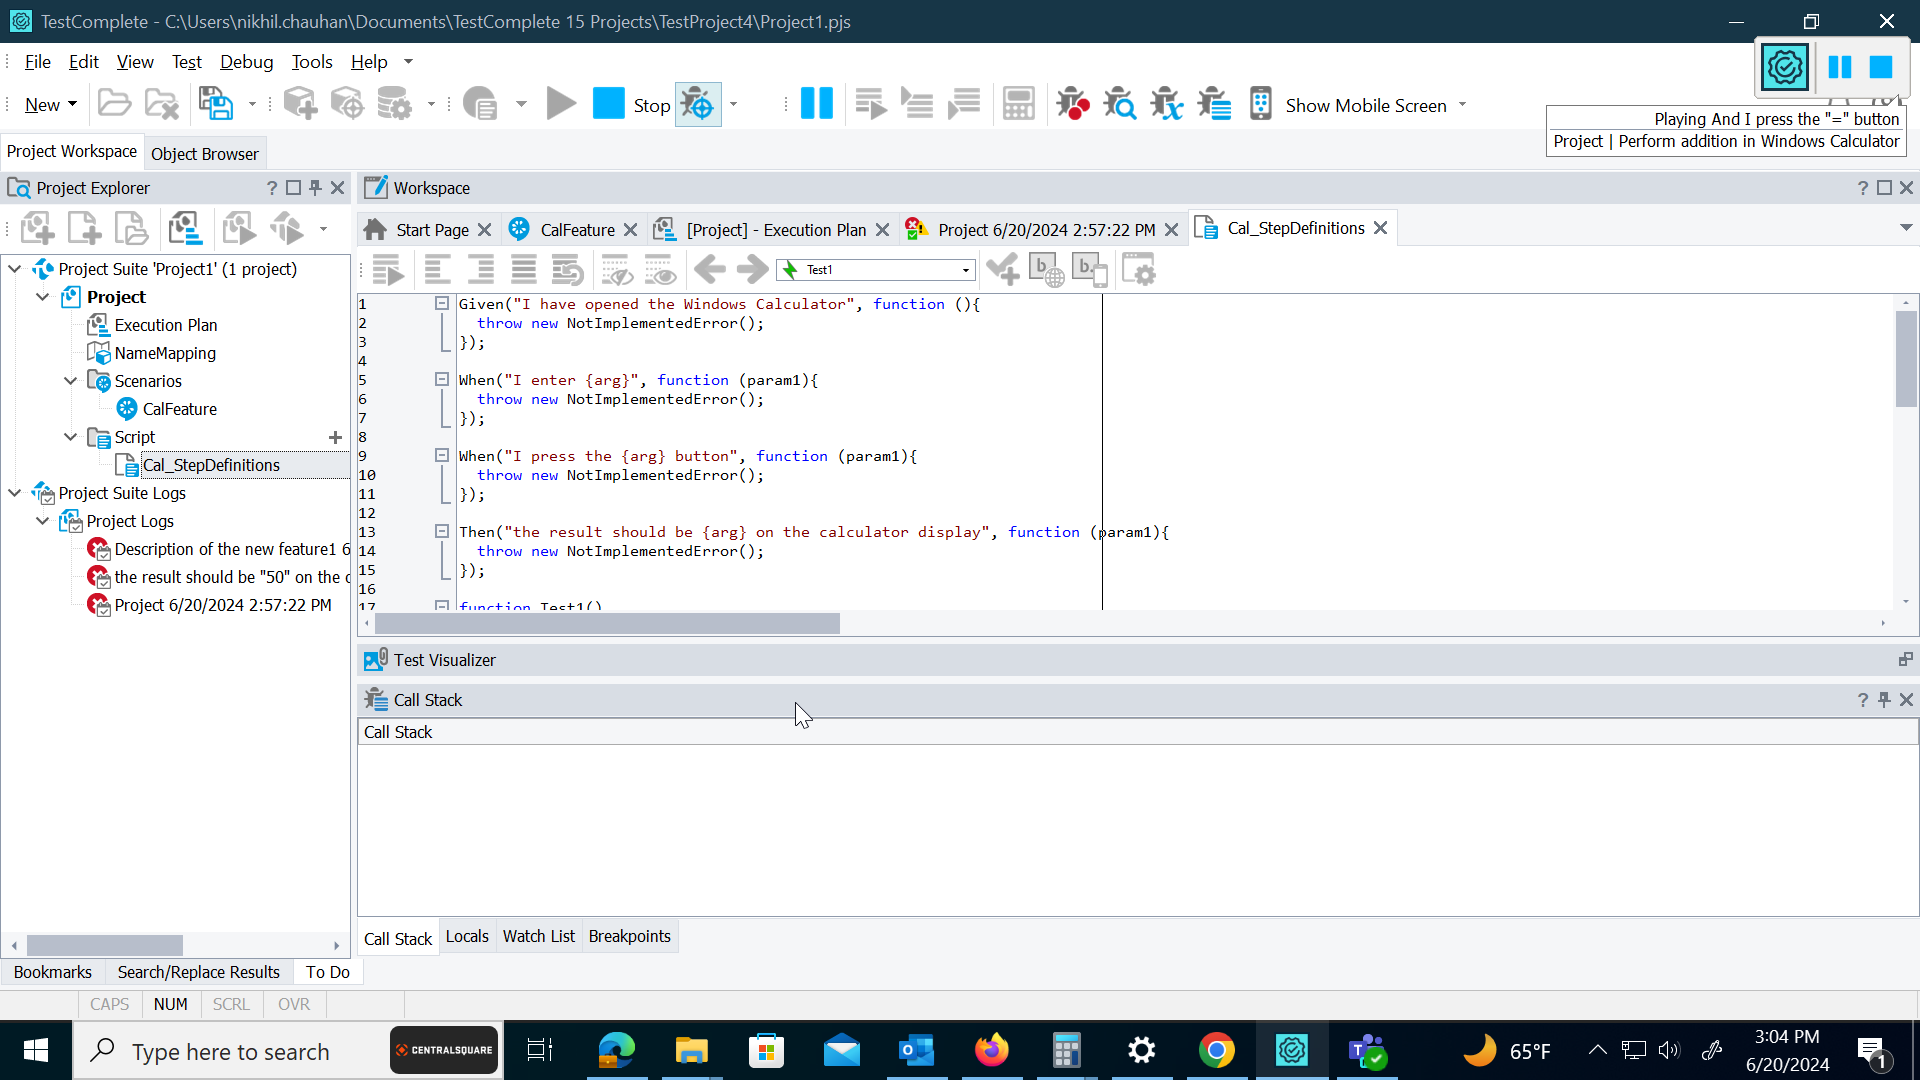 TestComplete - C:\Users\nikhil.chauhan\Documents\TestComplete 15 Projects\TestProject4\Project1.pjs
File Edit View Test Debug Tools Help
New Stop Show Mobile Screen
Playing And I press the "=" button
Project | Perform addition in Windows Calculator
Project Workspace Object Browser
Project Explorer
Workspace
Start Page CalFeature [Project] - Execution Plan Project 6/20/2024 2:57:22 PM Cal_StepDefinitions
Test1
Project Suite 'Project1' (1 project)
Project
Execution Plan
NameMapping
Scenarios
CalFeature
Script
Cal_StepDefinitions
Project Suite Logs
Project Logs
Description of the new feature1 6
the result should be "50" on the c
Project 6/20/2024 2:57:22 PM
1 Given("I have opened the Windows Calculator", function (){
2 throw new NotImplementedError();
3 });
4
5 When("I enter {arg}", function (param1){
6 throw new NotImplementedError();
7 });
8
9 When("I press the {arg} button", function (param1){
10 throw new NotImplementedError();
11 });
12
13 Then("the result should be {arg} on the calculator display", function (param1){
14 throw new NotImplementedError();
15 });
16
17 function Test1()
Test Visualizer
Call Stack
Call Stack
Call Stack Locals Watch List Breakpoints
Bookmarks Search/Replace Results To Do
CAPS NUM SCRL OVR
Type here to search
CENTRALSQUARE
65°F
3:04 PM
6/20/2024
1